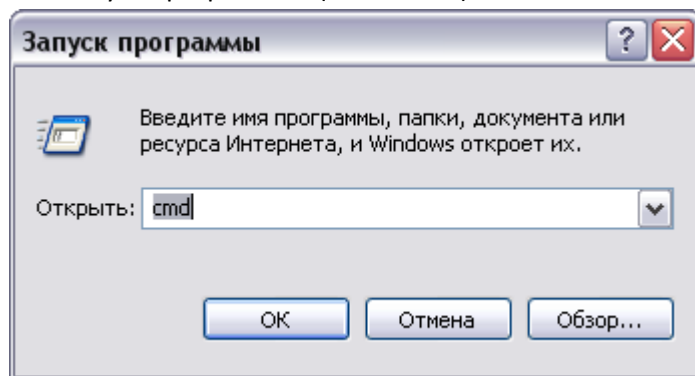 Запуск программы
Введите имя программы, папки, документа или
ресурса Интернета, и Windows откроет их.
Открыть: cmd
ОК Отмена Обзор...